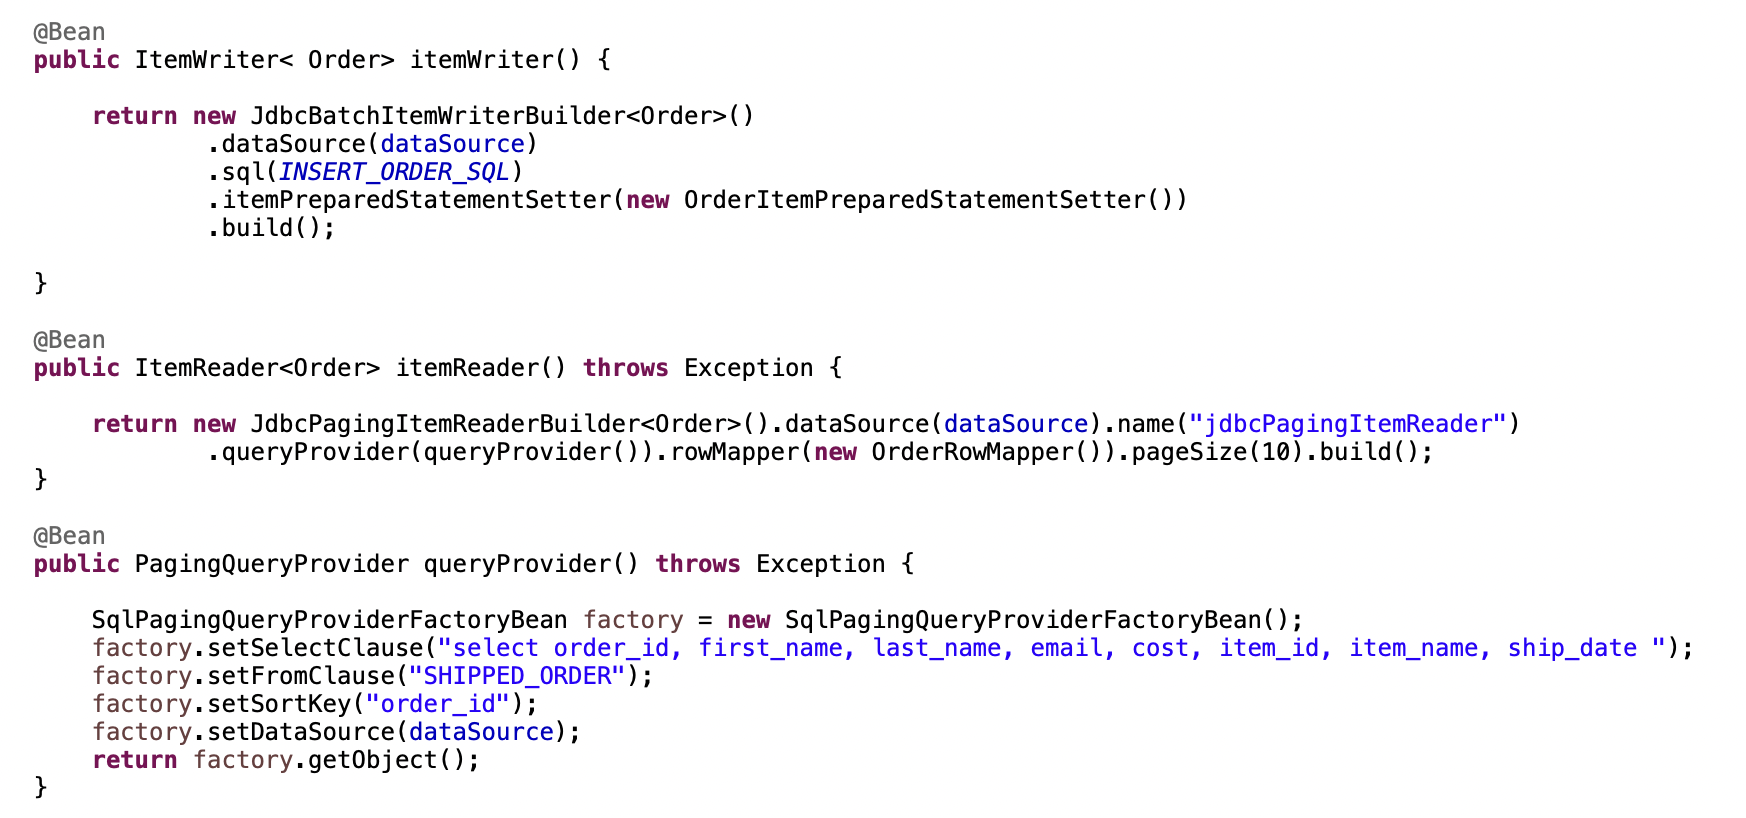 @Bean
public ItemWriter< Order> itemWriter() {
return new JdbcBatchItemWriterBuilder<Order>()
.dataSource(dataSource)
.sql(INSERT_ORDER_SQL)
.itemPreparedStatementSetter(new OrderItemPreparedStatementSetter())
.build();
}
@Bean
public ItemReader<Order> itemReader() throws Exception {
return new JdbcPagingItemReaderBuilder<Order>().dataSource(dataSource).name("jdbcPagingItemReader")
.queryProvider(queryProvider()).rowMapper(new OrderRowMapper()).pageSize(10).build();
}
@Bean
public PagingQueryProvider queryProvider() throws Exception {
SqlPagingQueryProviderFactoryBean factory = new SqlPagingQueryProviderFactoryBean();
factory.setSelectClause("select order_id, first_name, last_name, email, cost, item_id, item_name, ship_date ");
factory.setFromClause("SHIPPED_ORDER");
factory.setSortKey("order_id");
factory.setDataSource(dataSource);
return factory.getObject();
}